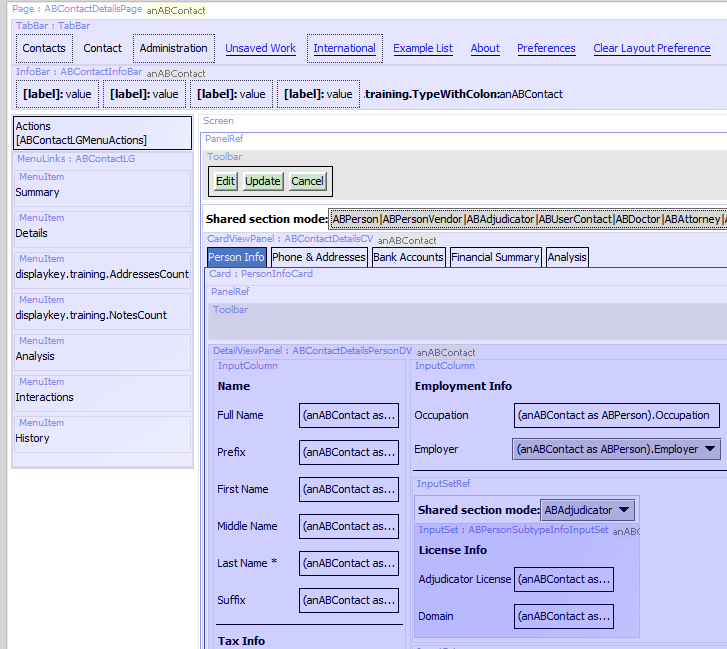 Page : ABContactDetailsPage anABContact
TabBar : TabBar
Contacts Contact Administration Unsaved Work International Example List About Preferences Clear Layout Preference
InfoBar : ABContactInfoBar anABContact
[label]: value [label]: value [label]: value [label]: value .training.TypeWithColon:anABContact
Actions
[ABContactLGMenuActions]
MenuLinks : ABContactLG
MenuItem
Summary
MenuItem
Details
MenuItem
displaykey.training.AddressesCount
MenuItem
displaykey.training.NotesCount
MenuItem
Analysis
MenuItem
Interactions
MenuItem
History
Screen
PanelRef
Toolbar
Edit Update Cancel
Shared section mode: ABPerson|ABPersonVendor|ABAdjudicator|ABUserContact|ABDoctor|ABAttorney|
CardViewPanel : ABContactDetailsCV anABContact
Person Info Phone & Addresses Bank Accounts Financial Summary Analysis
Card : PersonInfoCard
PanelRef
Toolbar
DetailViewPanel : ABContactDetailsPersonDV anABContact
InputColumn
Name
Full Name (anABContact as...
Prefix (anABContact as...
First Name (anABContact as...
Middle Name (anABContact as...
Last Name * (anABContact as...
Suffix (anABContact as...
Tax Info
InputColumn
Employment Info
Occupation (anABContact as ABPerson).Occupation
Employer (anABContact as ABPerson).Employer
InputSetRef
Shared section mode: ABAdjudicator
InputSet : ABPersonSubtypeInfoInputSet anABC
License Info
Adjudicator License (anABContact as...
Domain (anABContact as...